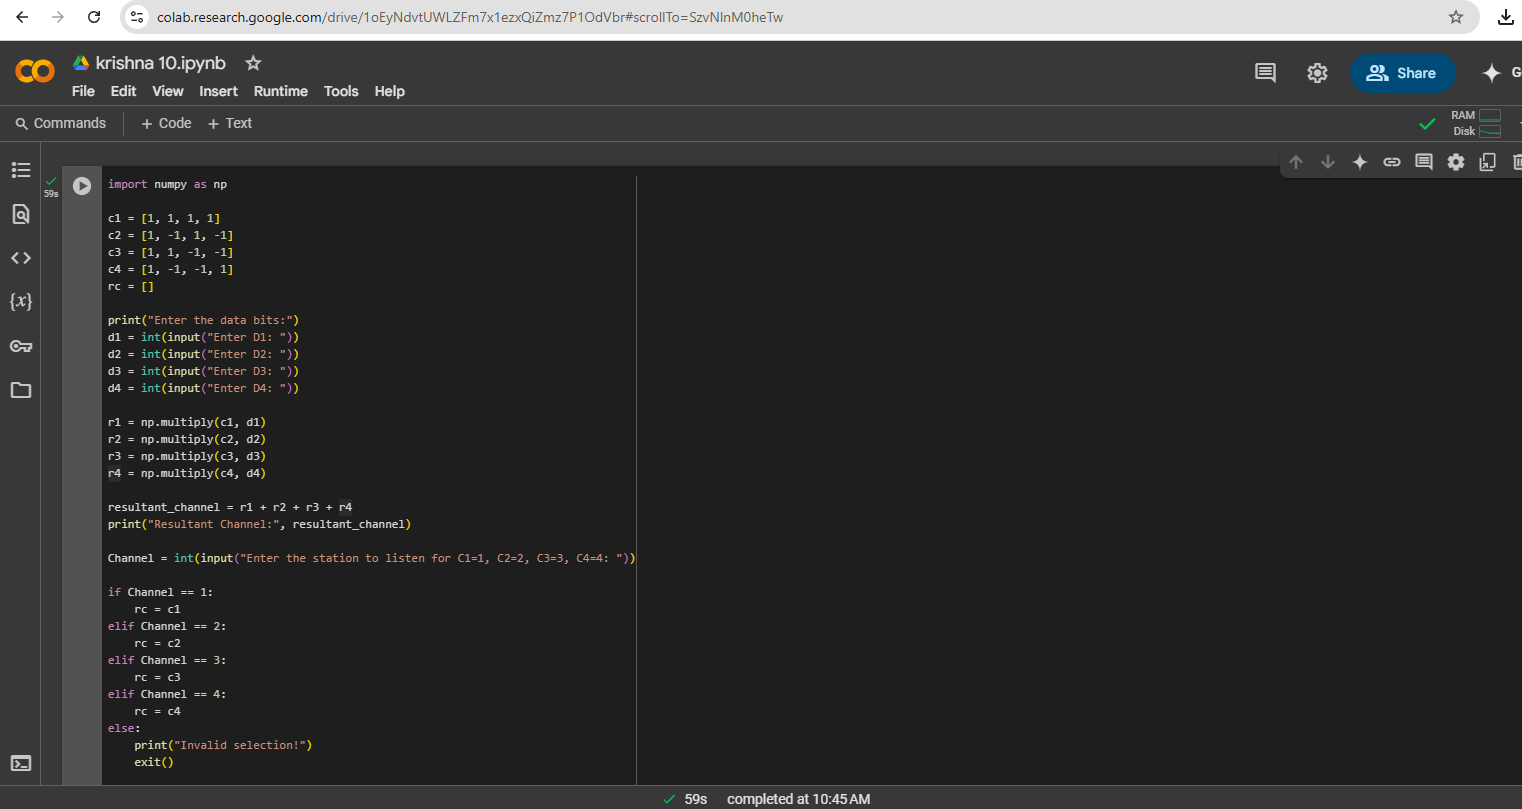 colab.research.google.com/drive/1oEyNdvtUWLZFm7x1ezxQiZmz7P1OdVbr#scrollTo=SzvNlnM0heTw
krishna 10.ipynb
File Edit View Insert Runtime Tools Help
Share
G
Commands + Code + Text
RAM
Disk
59s
import numpy as np
c1 = [1, 1, 1, 1]
c2 = [1, -1, 1, -1]
c3 = [1, 1, -1, -1]
c4 = [1, -1, -1, 1]
rc = []
print("Enter the data bits:")
d1 = int(input("Enter D1: "))
d2 = int(input("Enter D2: "))
d3 = int(input("Enter D3: "))
d4 = int(input("Enter D4: "))
r1 = np.multiply(c1, d1)
r2 = np.multiply(c2, d2)
r3 = np.multiply(c3, d3)
r4 = np.multiply(c4, d4)
resultant_channel = r1 + r2 + r3 + r4
print("Resultant Channel:", resultant_channel)
Channel = int(input("Enter the station to listen for C1=1, C2=2, C3=3, C4=4: "))
if Channel == 1:
    rc = c1
elif Channel == 2:
    rc = c2
elif Channel == 3:
    rc = c3
elif Channel == 4:
    rc = c4
else:
    print("Invalid selection!")
    exit()
59s completed at 10:45 AM